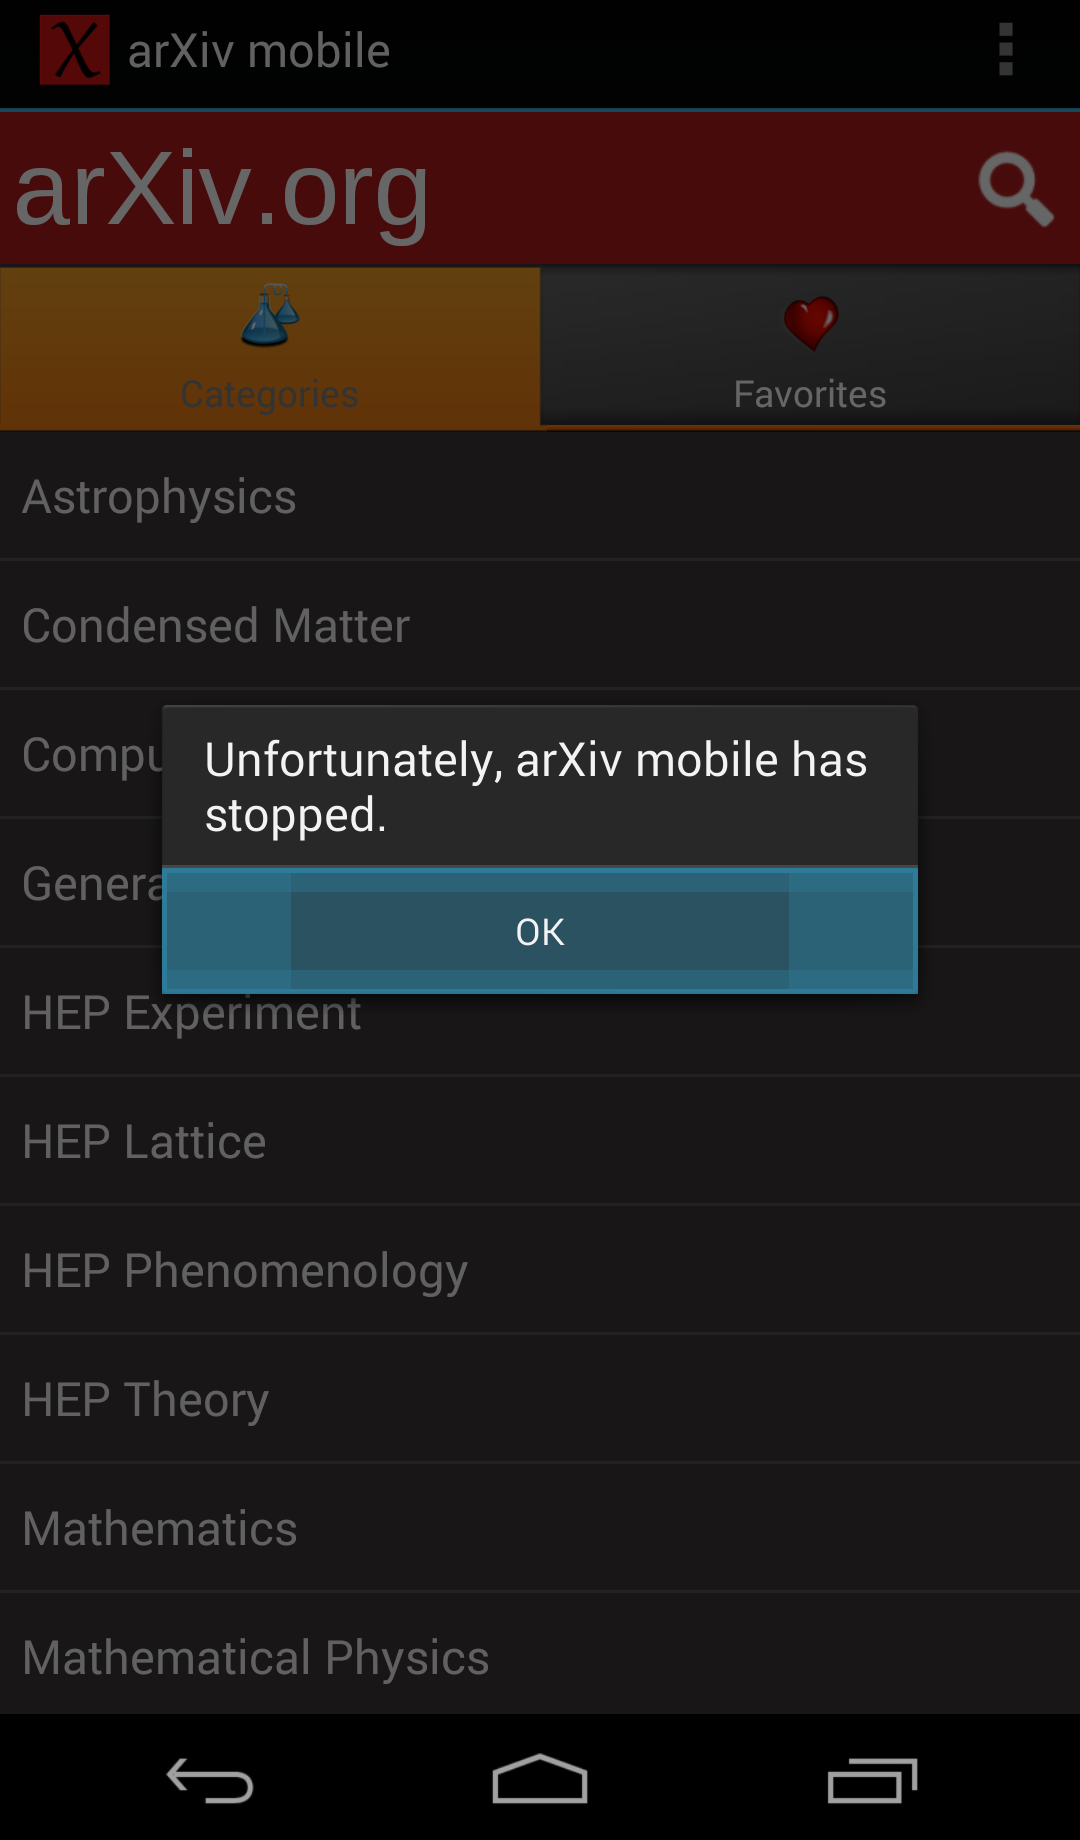 arXiv mobile
arXiv.org
Categories
Favorites
Astrophysics
Condensed Matter
Compu
Unfortunately, arXiv mobile has
stopped.
Genera
OK
HEP Experiment
HEP Lattice
HEP Phenomenology
HEP Theory
Mathematics
Mathematical Physics